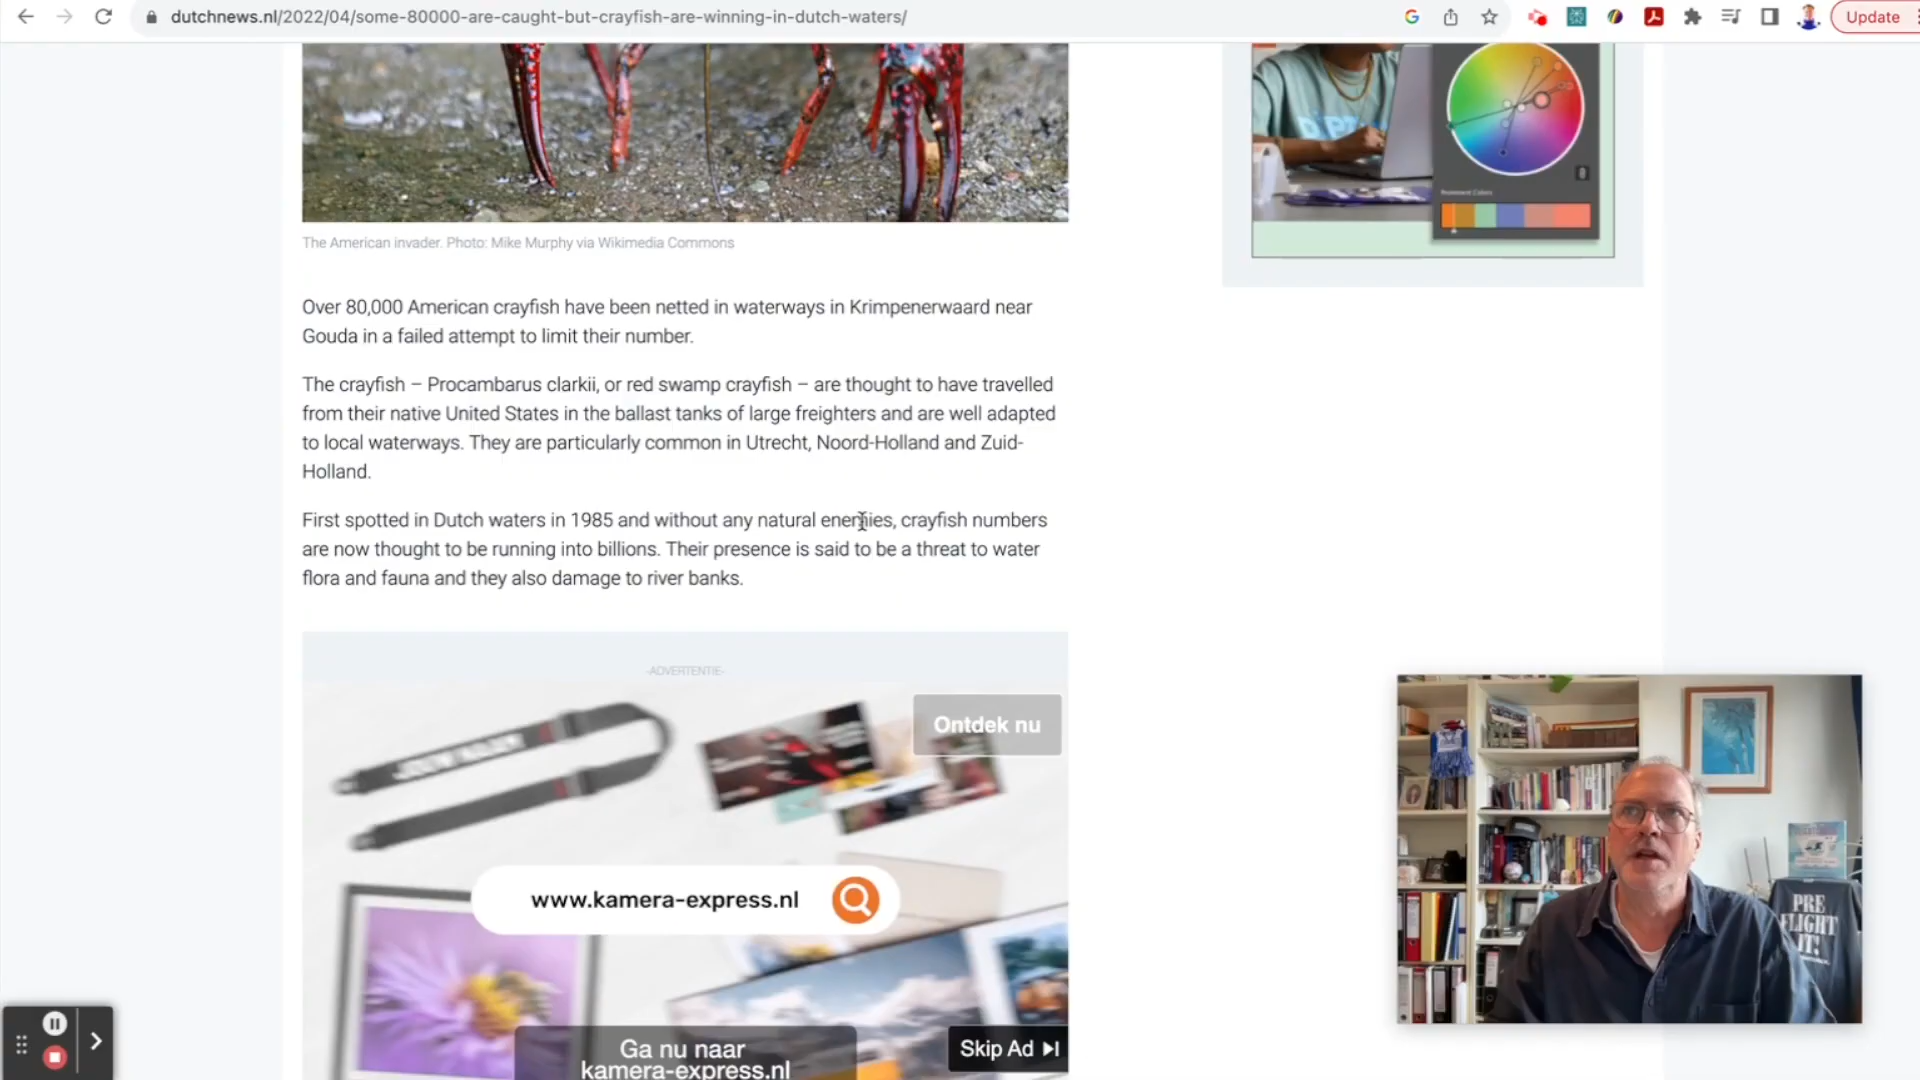 dutchnews.nl/2022/04/some-80000-are-caught-but-crayfish-are-winning-in-dutch-waters/
Update
The American invader. Photo: Mike Murphy via Wikimedia Commons
Over 80,000 American crayfish have been netted in waterways in Krimpenerwaard near
Gouda in a failed attempt to limit their number.
The crayfish – Procambarus clarkii, or red swamp crayfish – are thought to have travelled
from their native United States in the ballast tanks of large freighters and are well adapted
to local waterways. They are particularly common in Utrecht, Noord-Holland and Zuid-
Holland.
First spotted in Dutch waters in 1985 and without any natural enemies, crayfish numbers
are now thought to be running into billions. Their presence is said to be a threat to water
flora and fauna and they also damage to river banks.
-ADVERTENTIE-
Ontdek nu
www.kamera-express.nl
Ga nu naar
kamera-express.nl
Skip Ad
Prominent Colors
PRE
FLIGHT
IT!